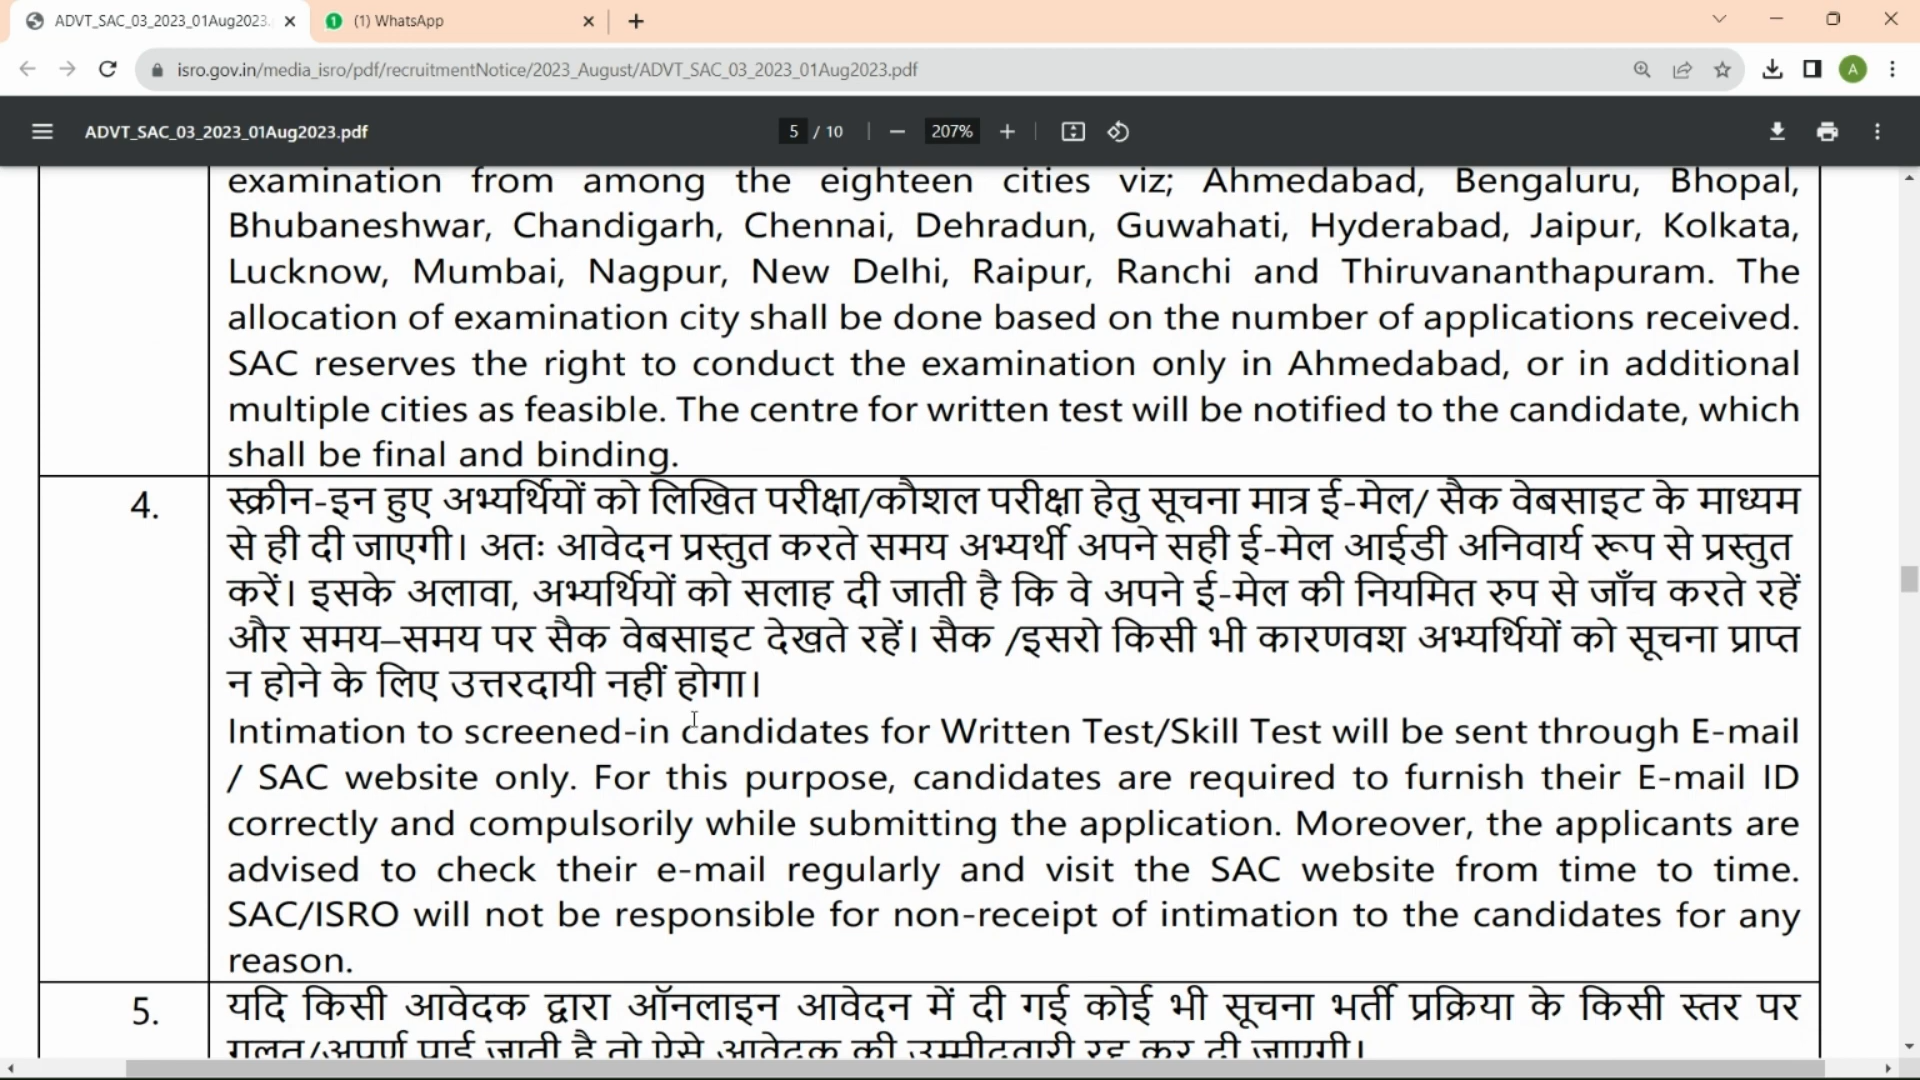 ADVT_SAC_03_2023_01Aug2023.
(1) WhatsApp
isro.gov.in/media_isro/pdf/recruitmentNotice/2023_August/ADVT_SAC_03_2023_01Aug2023.pdf
A
ADVT_SAC_03_2023_01Aug2023.pdf
5 / 10
207%
examination from among the eighteen cities viz; Ahmedabad, Bengaluru, Bhopal,
Bhubaneshwar, Chandigarh, Chennai, Dehradun, Guwahati, Hyderabad, Jaipur, Kolkata,
Lucknow, Mumbai, Nagpur, New Delhi, Raipur, Ranchi and Thiruvananthapuram. The
allocation of examination city shall be done based on the number of applications received.
SAC reserves the right to conduct the examination only in Ahmedabad, or in additional
multiple cities as feasible. The centre for written test will be notified to the candidate, which
shall be final and binding.
4. स्क्रीन-इन हुए अभ्यर्थियों को लिखित परीक्षा/कौशल परीक्षा हेतु सूचना मात्र ई-मेल/ सैक वेबसाइट के माध्यम
से ही दी जाएगी। अतः आवेदन प्रस्तुत करते समय अभ्यर्थी अपने सही ई-मेल आईडी अनिवार्य रूप से प्रस्तुत
करें। इसके अलावा, अभ्यर्थियों को सलाह दी जाती है कि वे अपने ई-मेल की नियमित रुप से जाँच करते रहें
और समय–समय पर सैक वेबसाइट देखते रहें। सैक /इसरो किसी भी कारणवश अभ्यर्थियों को सूचना प्राप्त
न होने के लिए उत्तरदायी नहीं होगा।
Intimation to screened-in candidates for Written Test/Skill Test will be sent through E-mail
/ SAC website only. For this purpose, candidates are required to furnish their E-mail ID
correctly and compulsorily while submitting the application. Moreover, the applicants are
advised to check their e-mail regularly and visit the SAC website from time to time.
SAC/ISRO will not be responsible for non-receipt of intimation to the candidates for any
reason.
5. यदि किसी आवेदक द्वारा ऑनलाइन आवेदन में दी गई कोई भी सूचना भर्ती प्रक्रिया के किसी स्तर पर
गलत/अपूर्ण पाई जाती है तो ऐसे आवेदक की उम्मीदवारी रद्द कर दी जाएगी।